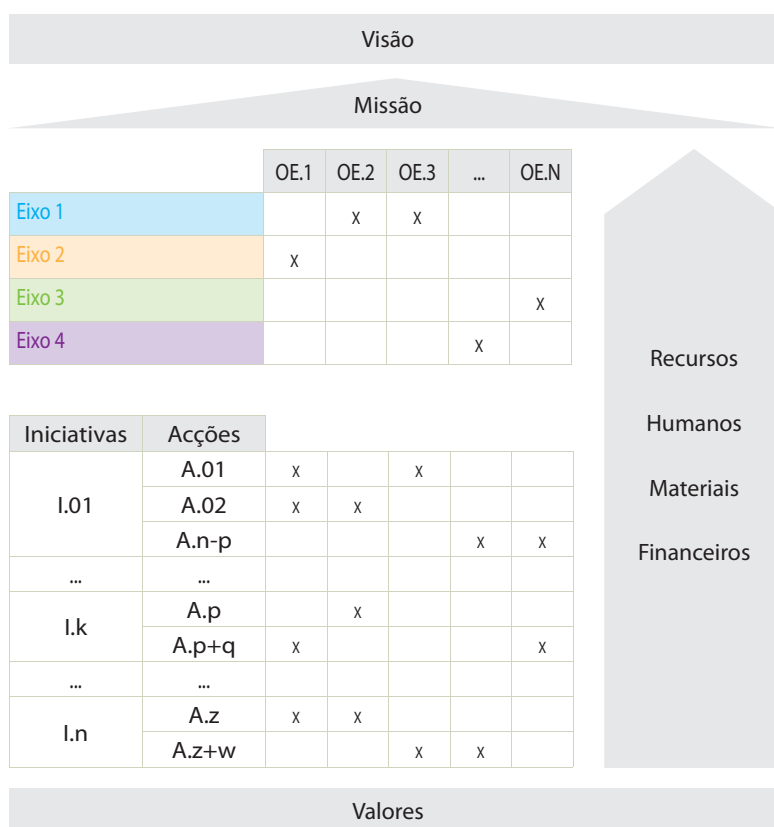 Visão
Missão
OE.1 OE.2 OE.3 ... OE.N
Eixo 1 x x
Eixo 2 x
Eixo 3 x
Eixo 4 x
Recursos
Humanos
Materiais
Financeiros
Iniciativas Acções
I.01
A.01 x x
A.02 x x
A.n-p x x
... ...
I.k
A.p x
A.p+q x x
... ...
I.n
A.z x x
A.z+w x x
Valores